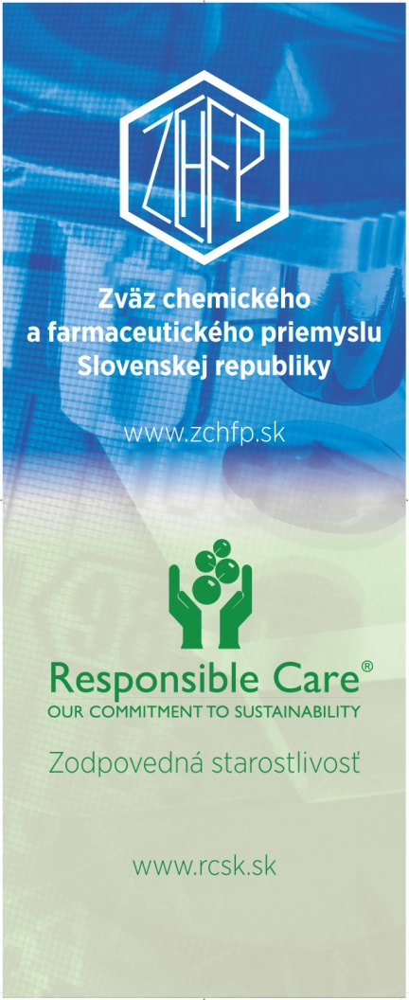 ZCHFP
Zväz chemického
a farmaceutického priemyslu
Slovenskej republiky
www.zchfp.sk
Responsible Care®
OUR COMMITMENT TO SUSTAINABILITY
Zodpovedná starostlivosť
www.rcsk.sk